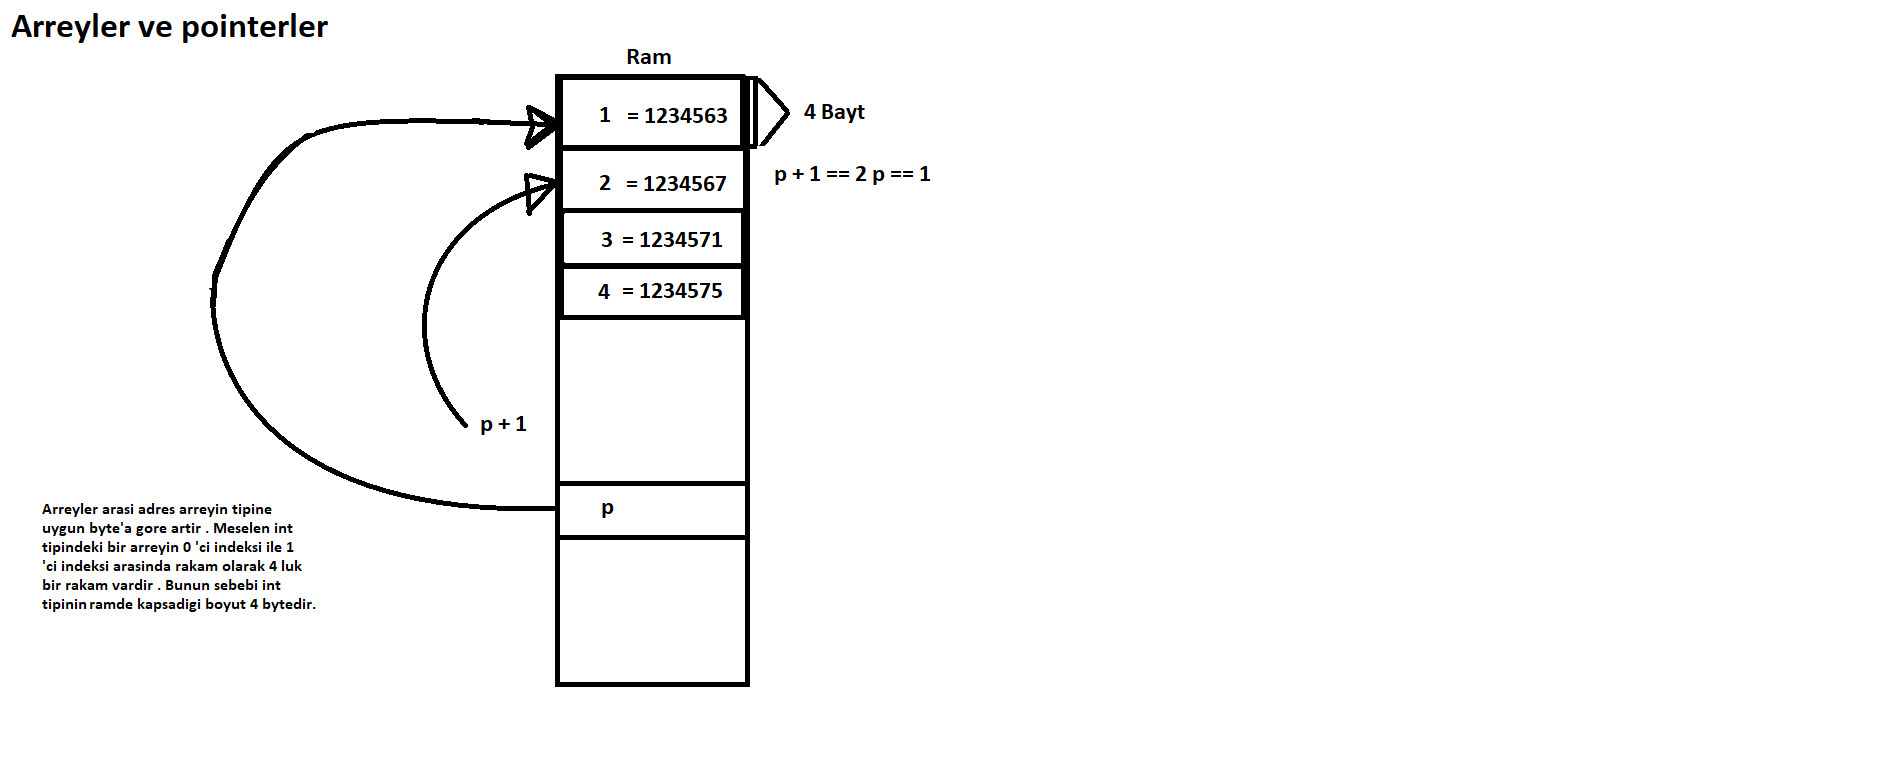 Arreyler ve pointerler
Ram
1 = 1234563
4 Bayt
2 = 1234567
p + 1 == 2 p == 1
3 = 1234571
4 = 1234575
p + 1
p
Arreyler arasi adres arreyin tipine
uygun byte'a gore artir . Meselen int
tipindeki bir arreyin 0 'ci indeksi ile 1
'ci indeksi arasinda rakam olarak 4 luk
bir rakam vardir . Bunun sebebi int
tipinin ramde kapsadigi boyut 4 bytedir.